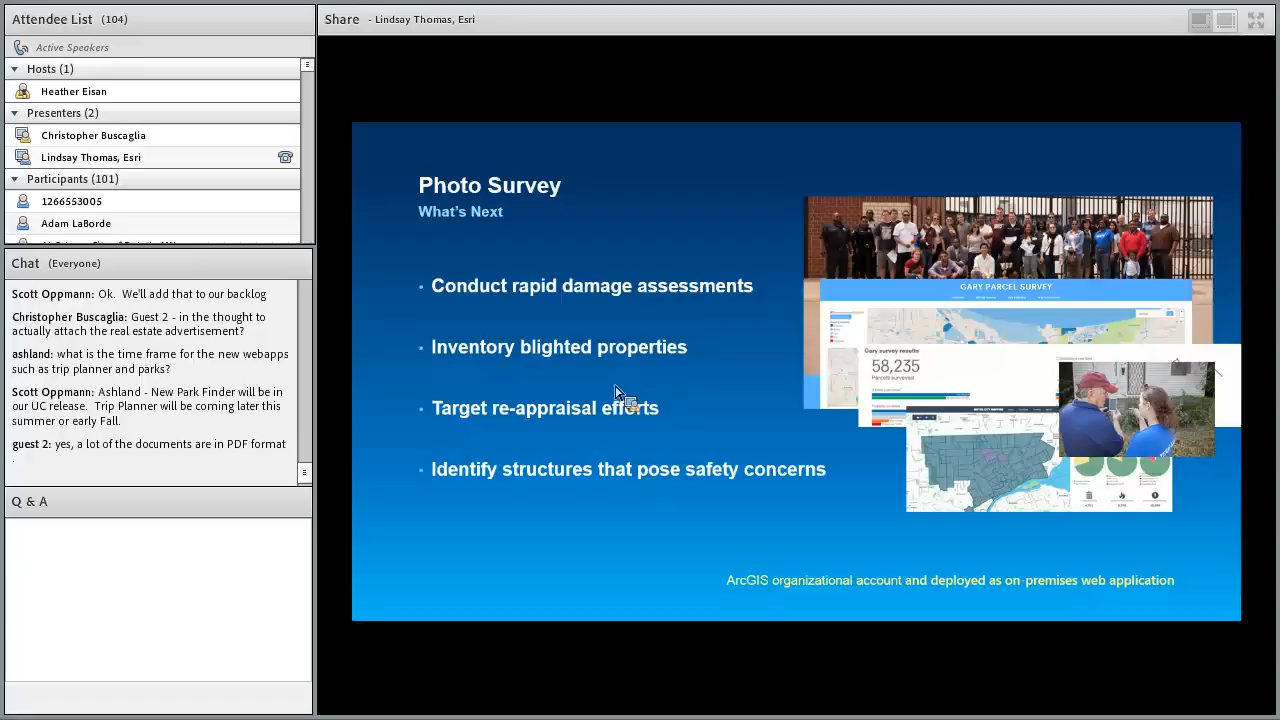 Attendee List (104)
Active Speakers
Hosts (1)
Heather Eisan
Presenters (2)
Christopher Buscaglia
Lindsay Thomas, Esri
Participants (101)
1266553005
Adam LaBorde
Chat (Everyone)
Scott Oppmann: Ok. We'll add that to our backlog
Christopher Buscaglia: Guest 2 - in the thought to
actually attach the real estate advertisement?
ashland: what is the time frame for the new webapps
such as trip planner and parks?
Scott Oppmann: Ashland - New Park Finder will be in
our UC release. Trip Planner will be coming later this
summer or early Fall.
guest 2: yes, a lot of the documents are in PDF format
.
Q & A
Share - Lindsay Thomas, Esri
Photo Survey
What's Next
• Conduct rapid damage assessments
• Inventory blighted properties
• Target re-appraisal efforts
• Identify structures that pose safety concerns
GARY PARCEL SURVEY
Gary survey results
58,235
Parcels surveyed
ArcGIS organizational account and deployed as on-premises web application